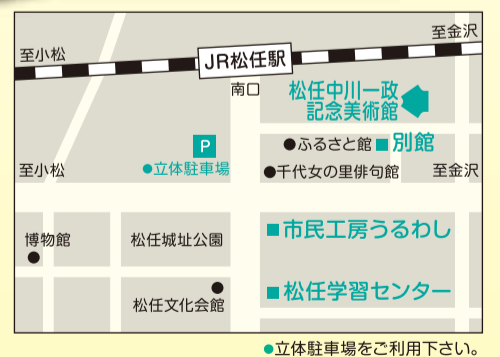 至金沢
至小松
JR松任駅
南口
松任中川一政
記念美術館
P
●ふるさと館 ■別館
至小松
●立体駐車場
●千代女の里俳句館
至金沢
博物館
●
松任城址公園
■市民工房うるわし
●
松任文化会館
■松任学習センター
●立体駐車場をご利用下さい。